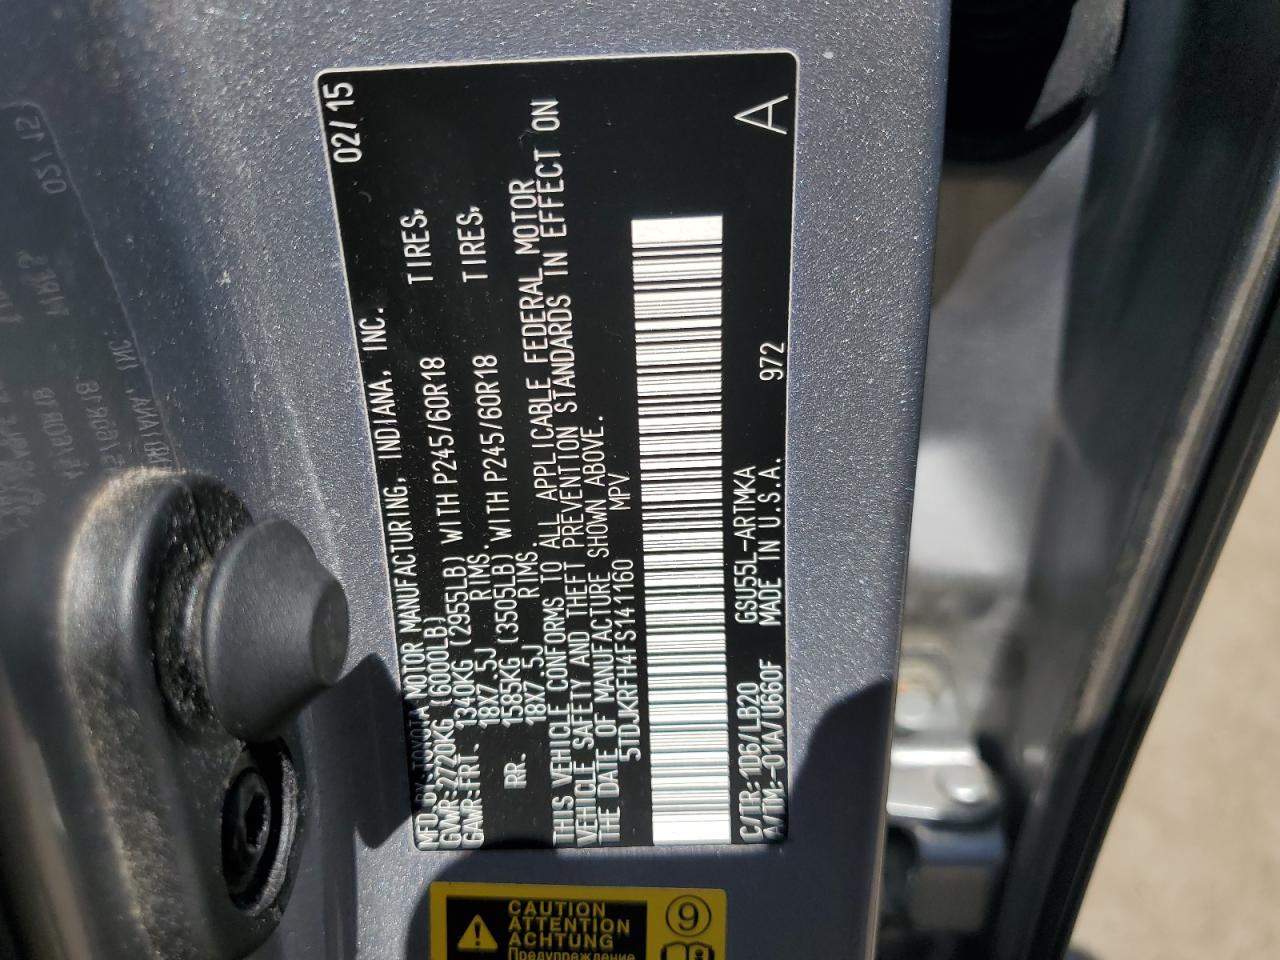 MFD. BY: TOYOTA MOTOR MANUFACTURING, INDIANA, INC. 02/15
GVWR: 2720KG (6000LB)
GAWR: FRT. 1340KG (2955LB) WITH P245/60R18 TIRES,
18X7.5J RIMS,
RR. 1585KG (3505LB) WITH P245/60R18 TIRES,
18X7.5J RIMS.
THIS VEHICLE CONFORMS TO ALL APPLICABLE FEDERAL MOTOR
VEHICLE SAFETY AND THEFT PREVENTION STANDARDS IN EFFECT ON
THE DATE OF MANUFACTURE SHOWN ABOVE.
5TDJKRFH4FS141160 MPV
C/TR: 1D6/LB20 GSU55L-ARTMKA A
A/TM: -01A/U660F MADE IN U.S.A. 972
CAUTION
ATTENTION
ACHTUNG
Предупреждение
9